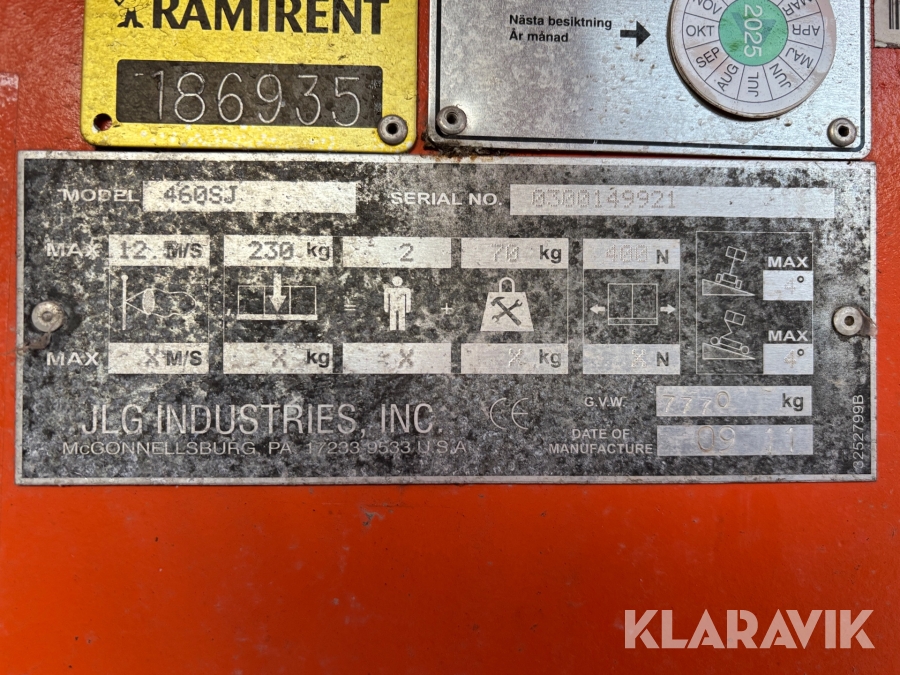 RAMIRENT
186935
Nästa besiktning
År månad
2025
NOV
OKT
SEP
AUG
JUL
JUN
MAJ
APR
MAR
MODEL 460SJ SERIAL NO. 0300149921
MAX 12 M/S 230 kg 2 70 kg 400 N MAX 4°
= +
MAX X M/S X kg X X kg X N MAX 4°
JLG INDUSTRIES, INC.
McCONNELLSBURG, PA. 17233-9533 U.S.A.
CE
G.V.W. 7770 kg
DATE OF MANUFACTURE 09 11
3252799B
KLARAVIK